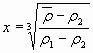 x = ∛((ρ̅ − ρ₂)/(ρ₁ − ρ₂))